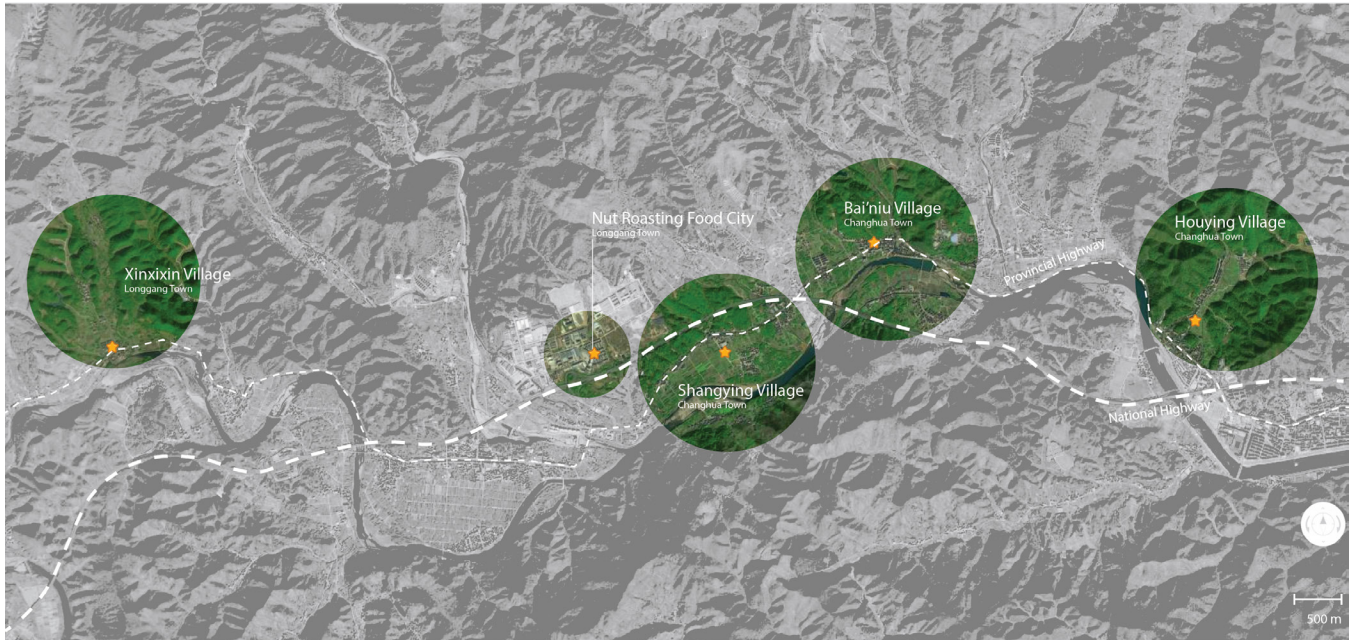 Xinxixin Village
Longgang Town
Nut Roasting Food City
Longgang Town
Shangying Village
Changhua Town
Bai'niu Village
Changhua Town
Provincial Highway
Houying Village
Changhua Town
National Highway
500 m